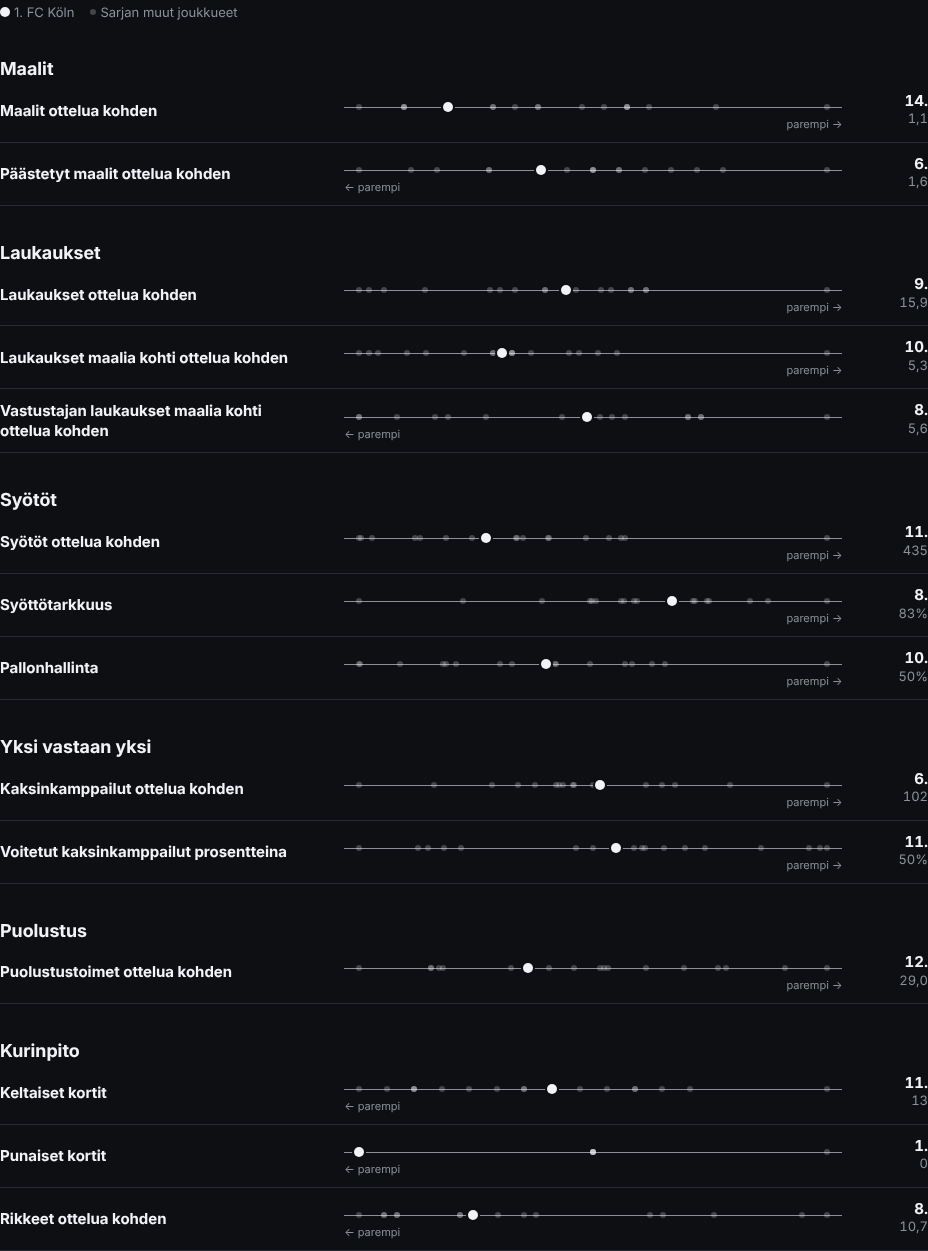 1. FC Köln Sarjan muut joukkueet
Maalit
Maalit ottelua kohden
14.
1,1
parempi →
Päästetyt maalit ottelua kohden
6.
1,6
← parempi
Laukaukset
Laukaukset ottelua kohden
9.
15,9
parempi →
Laukaukset maalia kohti ottelua kohden
10.
5,3
parempi →
Vastustajan laukaukset maalia kohti
ottelua kohden
8.
5,6
← parempi
Syötöt
Syötöt ottelua kohden
11.
435
parempi →
Syöttötarkkuus
8.
83%
parempi →
Pallonhallinta
10.
50%
parempi →
Yksi vastaan yksi
Kaksinkamppailut ottelua kohden
6.
102
parempi →
Voitetut kaksinkamppailut prosentteina
11.
50%
parempi →
Puolustus
Puolustustoimet ottelua kohden
12.
29,0
parempi →
Kurinpito
Keltaiset kortit
11.
13
← parempi
Punaiset kortit
1.
0
← parempi
Rikkeet ottelua kohden
8.
10,7
← parempi